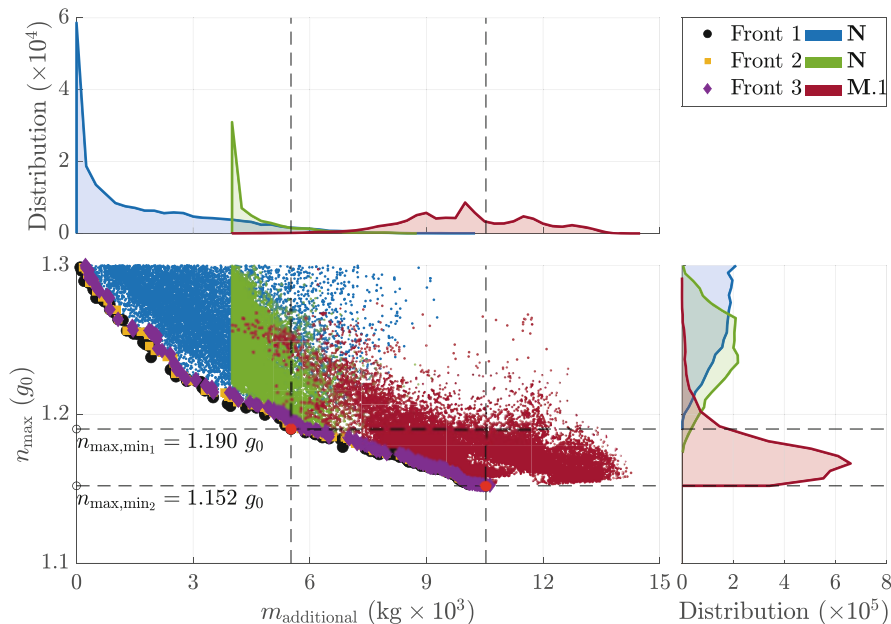 Distribution (×10⁴)
6
4
2
0
Front 1 N
Front 2 N
Front 3 M.1
n_max (g₀)
1.3
1.2
1.1
n_max,min₁ = 1.190 g₀
n_max,min₂ = 1.152 g₀
0 3 6 9 12 15
m_additional (kg × 10³)
0 2 4 6 8
Distribution (×10⁵)